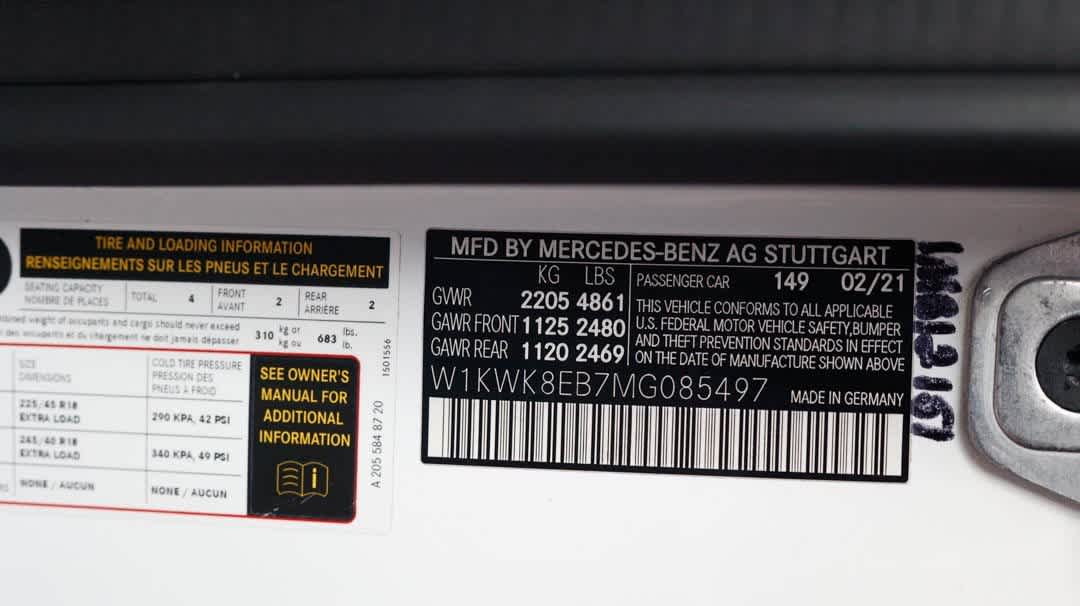 TIRE AND LOADING INFORMATION
RENSEIGNEMENTS SUR LES PNEUS ET LE CHARGEMENT
SEATING CAPACITY
NOMBRE DE PLACES
TOTAL 4
FRONT
AVANT
2
REAR
ARRIÈRE
2
weight of occupants and cargo should never exceed
des occupants et du chargement ne doit jamais dépasser
310 kg or
kg ou
683 lbs.
lb.
SIZE
DIMENSIONS
COLD TIRE PRESSURE
PRESSION DES
PNEUS À FROID
225/45 R18
EXTRA LOAD
290 KPA, 42 PSI
245/40 R18
EXTRA LOAD
340 KPA, 49 PSI
NONE / AUCUN
NONE / AUCUN
SEE OWNER'S
MANUAL FOR
ADDITIONAL
INFORMATION
i
1501556
A 205 584 87 20
MFD BY MERCEDES-BENZ AG STUTTGART
KG LBS
GVWR 2205 4861
GAWR FRONT 1125 2480
GAWR REAR 1120 2469
PASSENGER CAR 149 02/21
THIS VEHICLE CONFORMS TO ALL APPLICABLE
U.S. FEDERAL MOTOR VEHICLE SAFETY,BUMPER
AND THEFT PREVENTION STANDARDS IN EFFECT
ON THE DATE OF MANUFACTURE SHOWN ABOVE
W1KWK8EB7MG085497
MADE IN GERMANY